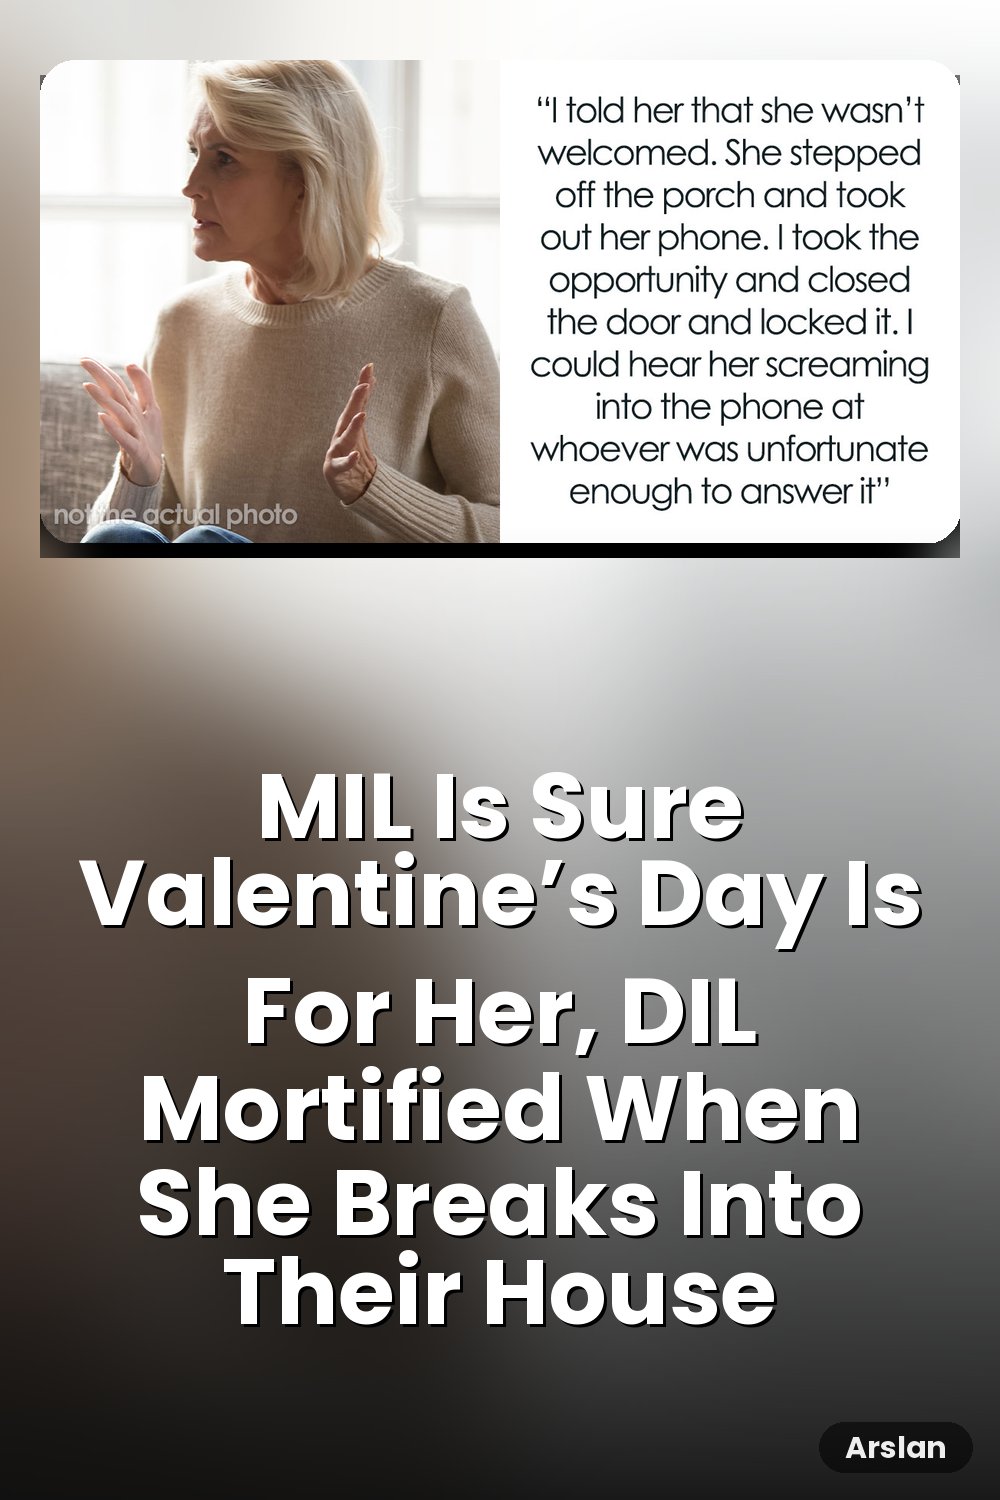 “I told her that she wasn’t
welcomed. She stepped
off the porch and took
out her phone. I took the
opportunity and closed
the door and locked it. I
could hear her screaming
into the phone at
whoever was unfortunate
enough to answer it”
not the actual photo
MIL Is Sure
Valentine’s Day Is
For Her, DIL
Mortified When
She Breaks Into
Their House
Arslan